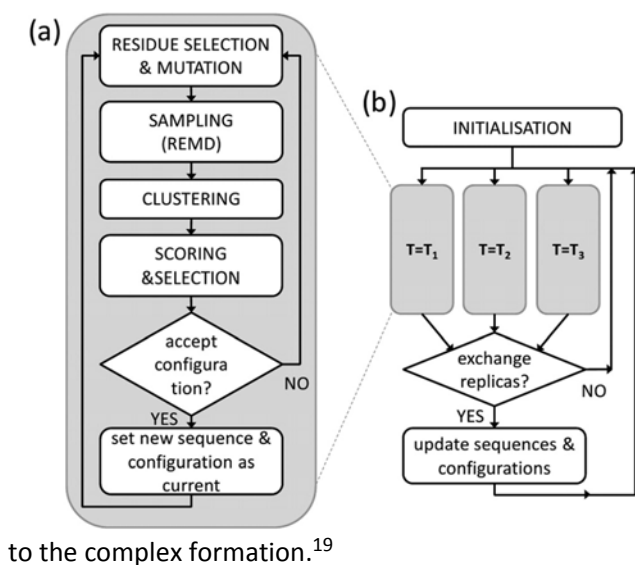 (a)
RESIDUE SELECTION
& MUTATION
SAMPLING
(REMD)
CLUSTERING
SCORING
&SELECTION
accept
configura
tion?
NO
YES
set new sequence &
configuration as
current
(b)
INITIALISATION
T=T₁
T=T₂
T=T₃
exchange
replicas?
NO
YES
update sequences &
configurations
to the complex formation.¹⁹